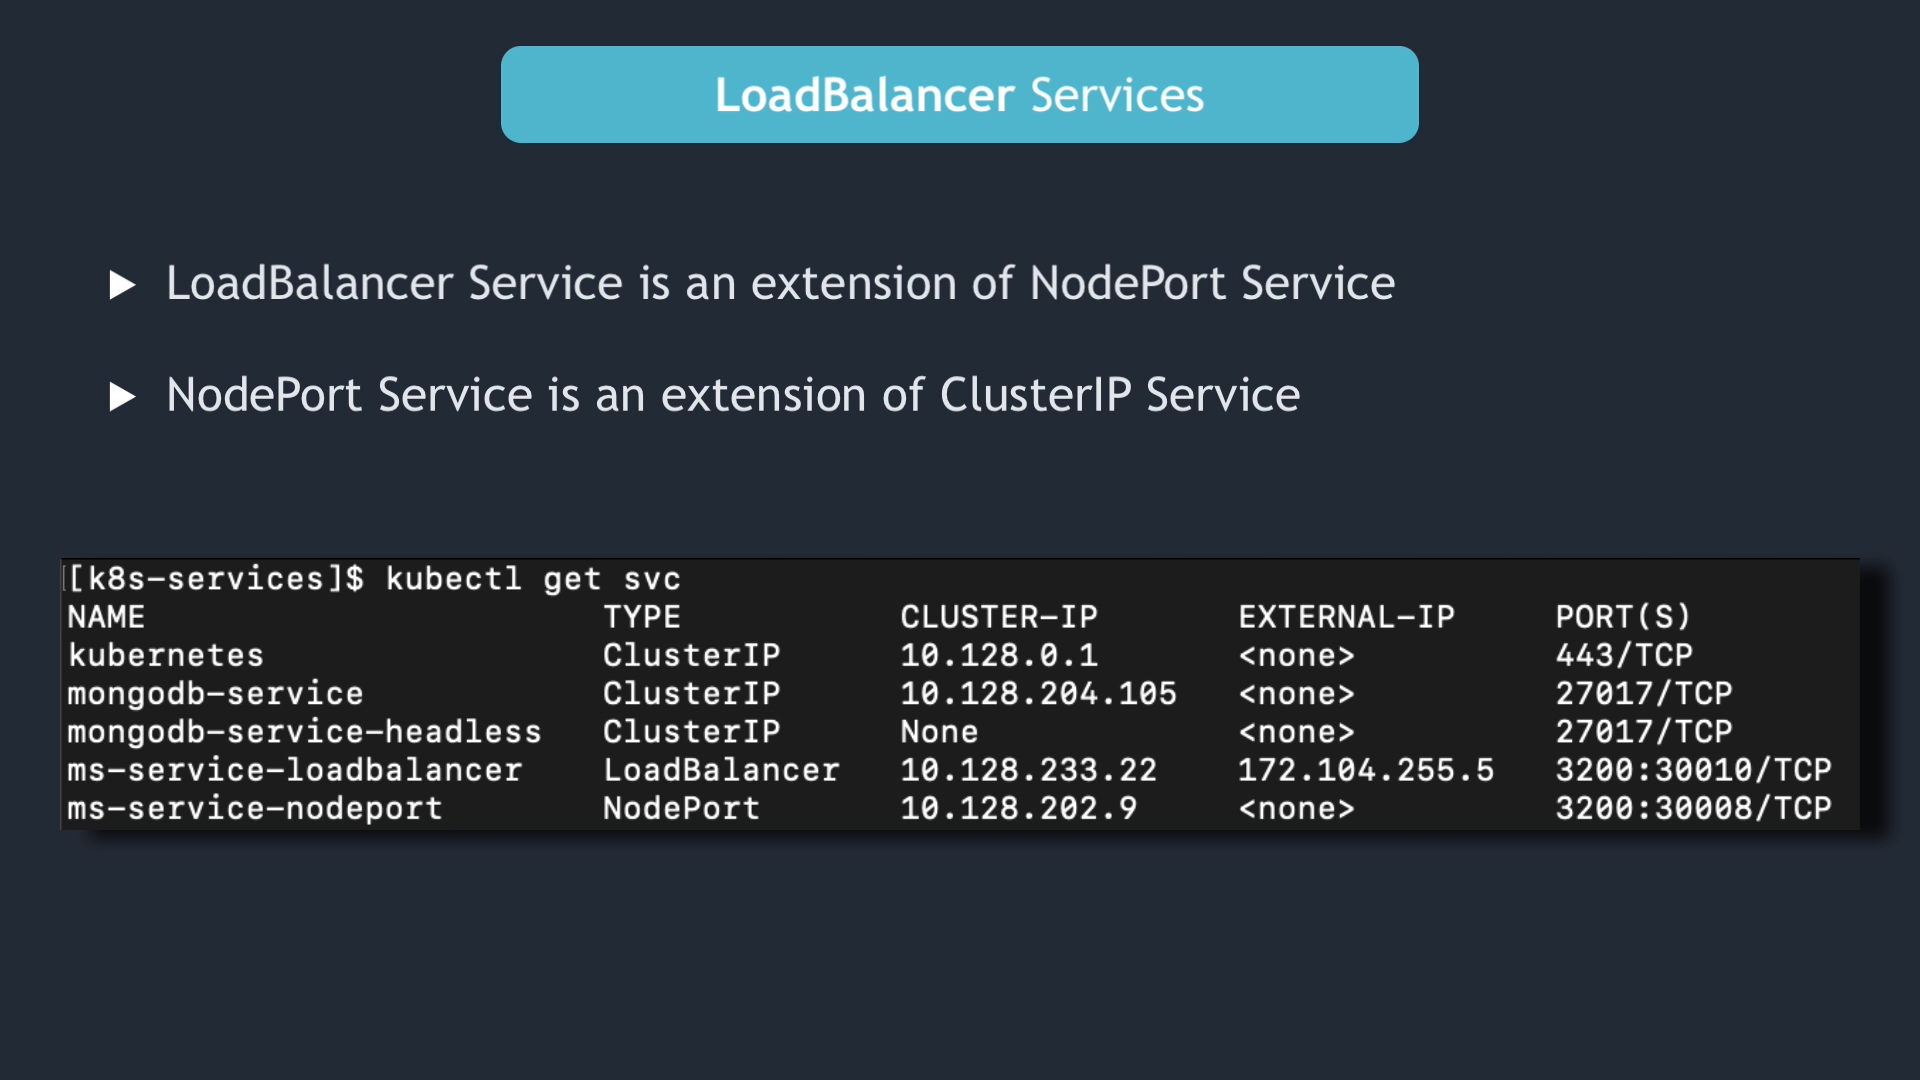 LoadBalancer Services
▶ LoadBalancer Service is an extension of NodePort Service
▶ NodePort Service is an extension of ClusterIP Service
[[k8s-services]$ kubectl get svc
NAME TYPE CLUSTER-IP EXTERNAL-IP PORT(S)
kubernetes ClusterIP 10.128.0.1 <none> 443/TCP
mongodb-service ClusterIP 10.128.204.105 <none> 27017/TCP
mongodb-service-headless ClusterIP None <none> 27017/TCP
ms-service-loadbalancer LoadBalancer 10.128.233.22 172.104.255.5 3200:30010/TCP
ms-service-nodeport NodePort 10.128.202.9 <none> 3200:30008/TCP